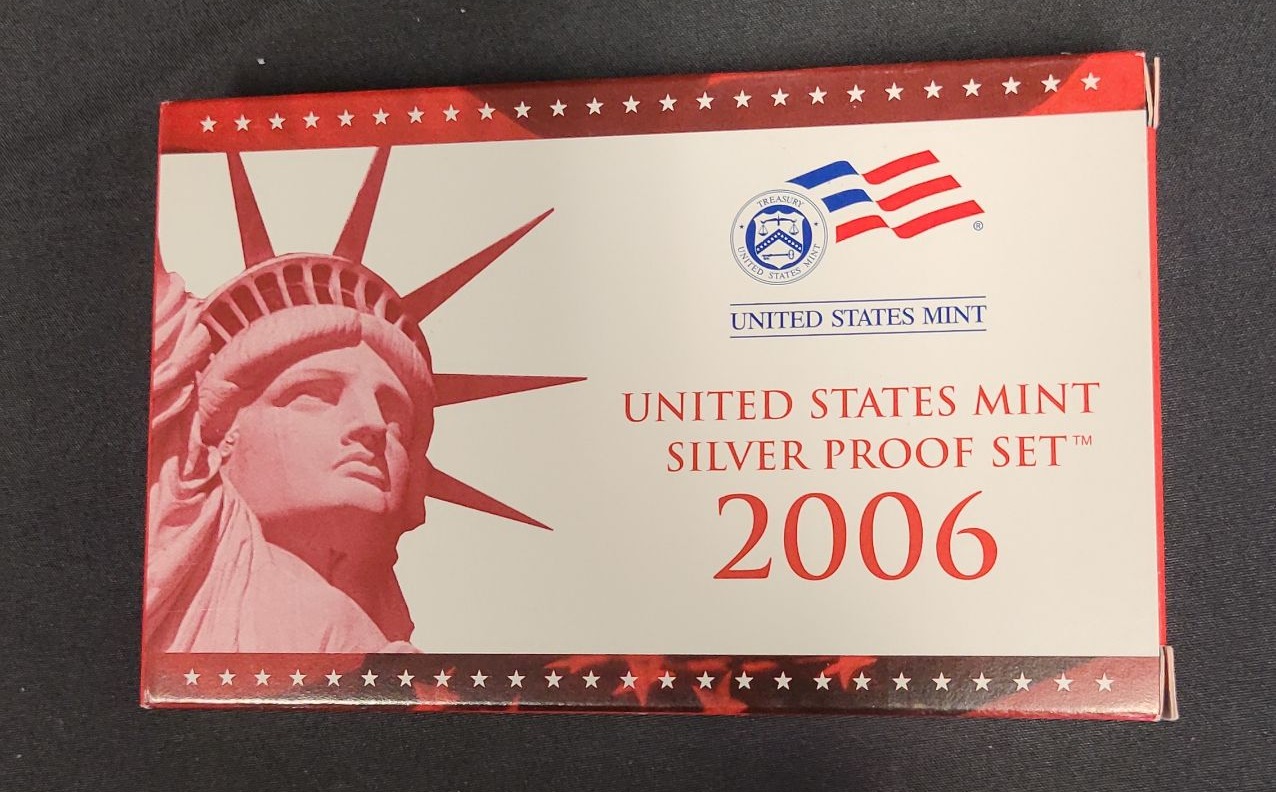 TREASURY
UNITED STATES MINT
®
UNITED STATES MINT
UNITED STATES MINT
SILVER PROOF SET™
2006